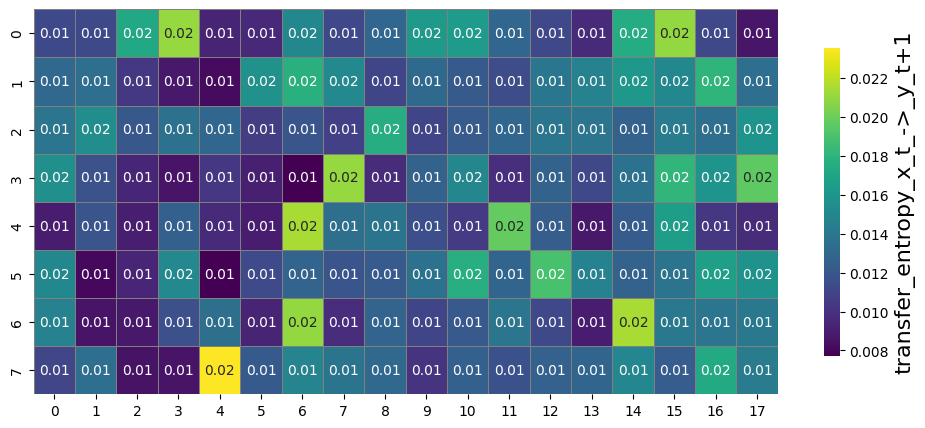 0 0.01 0.01 0.02 0.02 0.01 0.01 0.02 0.01 0.01 0.02 0.02 0.01 0.01 0.01 0.02 0.02 0.01 0.01
1 0.01 0.01 0.01 0.01 0.01 0.02 0.02 0.02 0.01 0.01 0.01 0.01 0.01 0.01 0.02 0.02 0.02 0.01
2 0.01 0.02 0.01 0.01 0.01 0.01 0.01 0.01 0.02 0.01 0.01 0.01 0.01 0.01 0.01 0.01 0.01 0.02
3 0.02 0.01 0.01 0.01 0.01 0.01 0.01 0.02 0.01 0.01 0.02 0.01 0.01 0.01 0.01 0.02 0.02 0.02
4 0.01 0.01 0.01 0.01 0.01 0.01 0.02 0.01 0.01 0.01 0.01 0.02 0.01 0.01 0.01 0.02 0.01 0.01
5 0.02 0.01 0.01 0.02 0.01 0.01 0.01 0.01 0.01 0.01 0.02 0.01 0.02 0.01 0.01 0.01 0.02 0.02
6 0.01 0.01 0.01 0.01 0.01 0.01 0.02 0.01 0.01 0.01 0.01 0.01 0.01 0.01 0.02 0.01 0.01 0.01
7 0.01 0.01 0.01 0.01 0.02 0.01 0.01 0.01 0.01 0.01 0.01 0.01 0.01 0.01 0.01 0.01 0.02 0.01
0 1 2 3 4 5 6 7 8 9 10 11 12 13 14 15 16 17
0.022
0.020
0.018
0.016
0.014
0.012
0.010
0.008
transfer_entropy_x_t_->_y_t+1